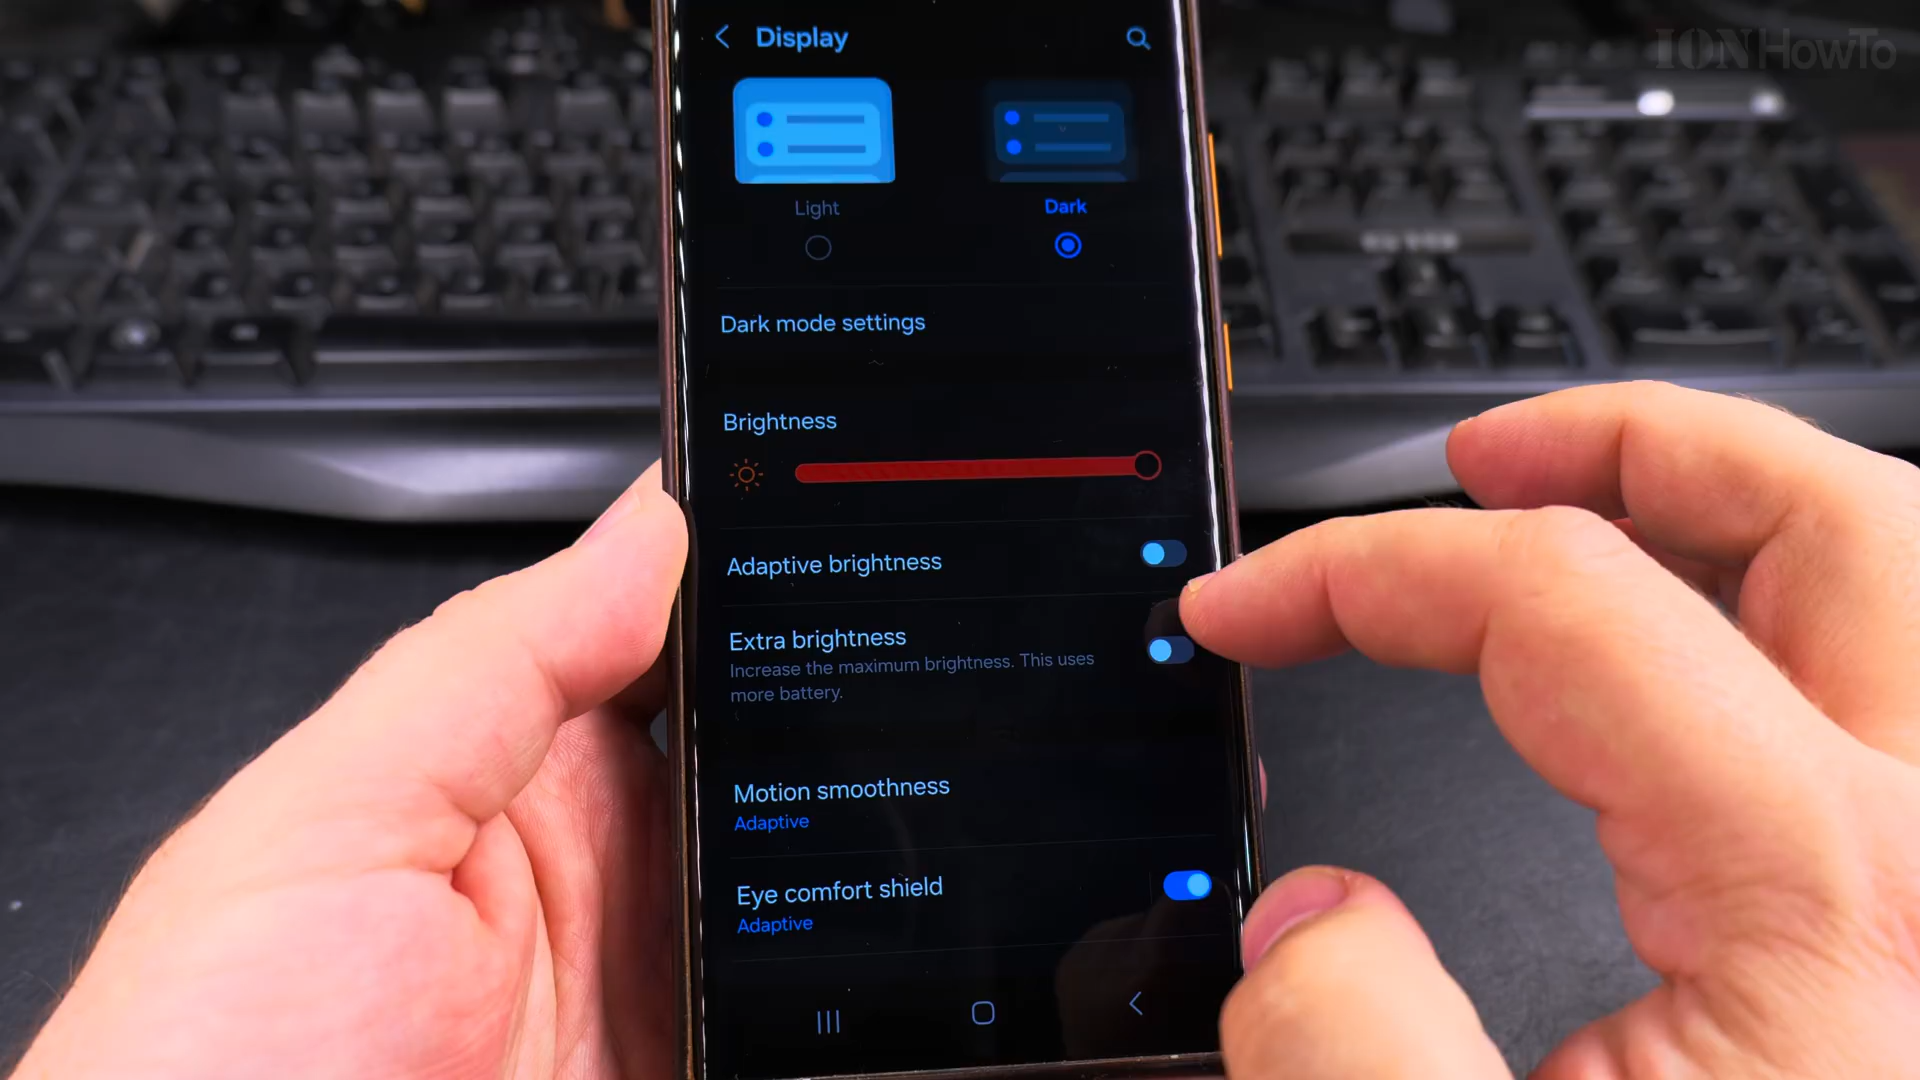 IONHowTo
Display
Light
Dark
Dark mode settings
Brightness
Adaptive brightness
Extra brightness
Increase the maximum brightness. This uses
more battery.
Motion smoothness
Adaptive
Eye comfort shield
Adaptive